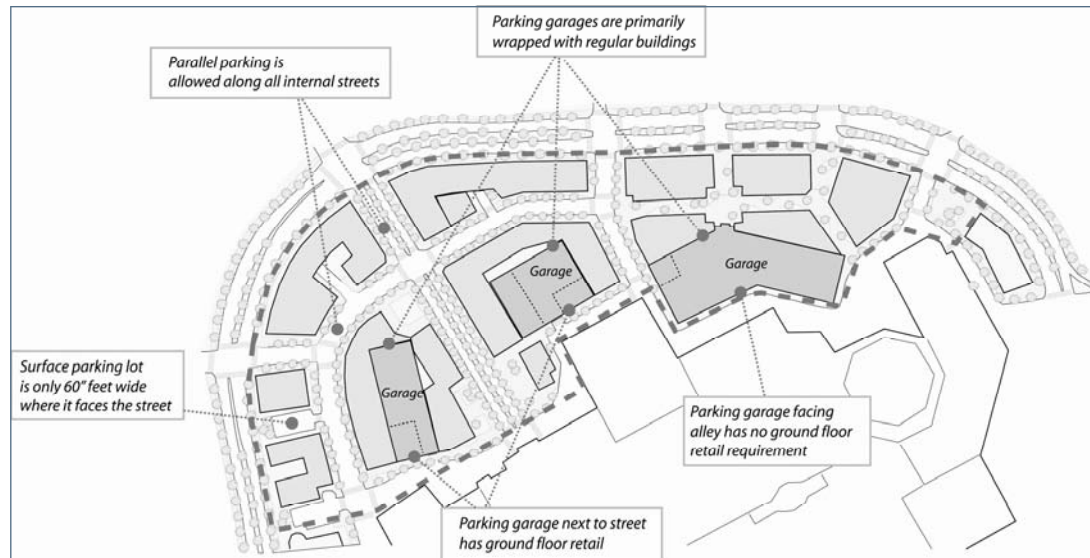 Parking garages are primarily
wrapped with regular buildings
Parallel parking is
allowed along all internal streets
Garage
Garage
Garage
Surface parking lot
is only 60" feet wide
where it faces the street
Parking garage facing
alley has no ground floor
retail requirement
Parking garage next to street
has ground floor retail